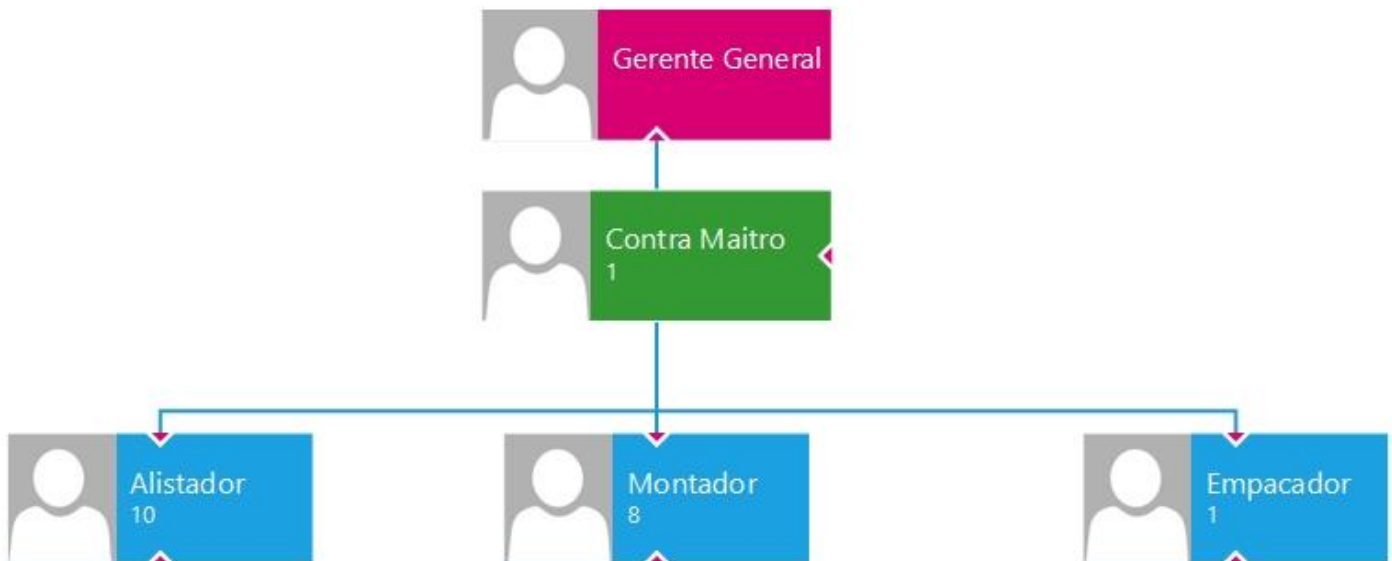 Gerente General
Contra Maitro
1
Alistador
10
Montador
8
Empacador
1